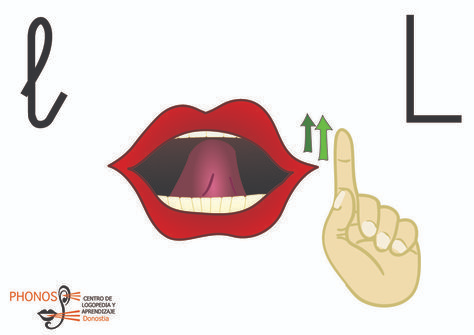 l L
PHONOS
CENTRO DE
LOGOPEDIA Y
APRENDIZAJE
Donostia